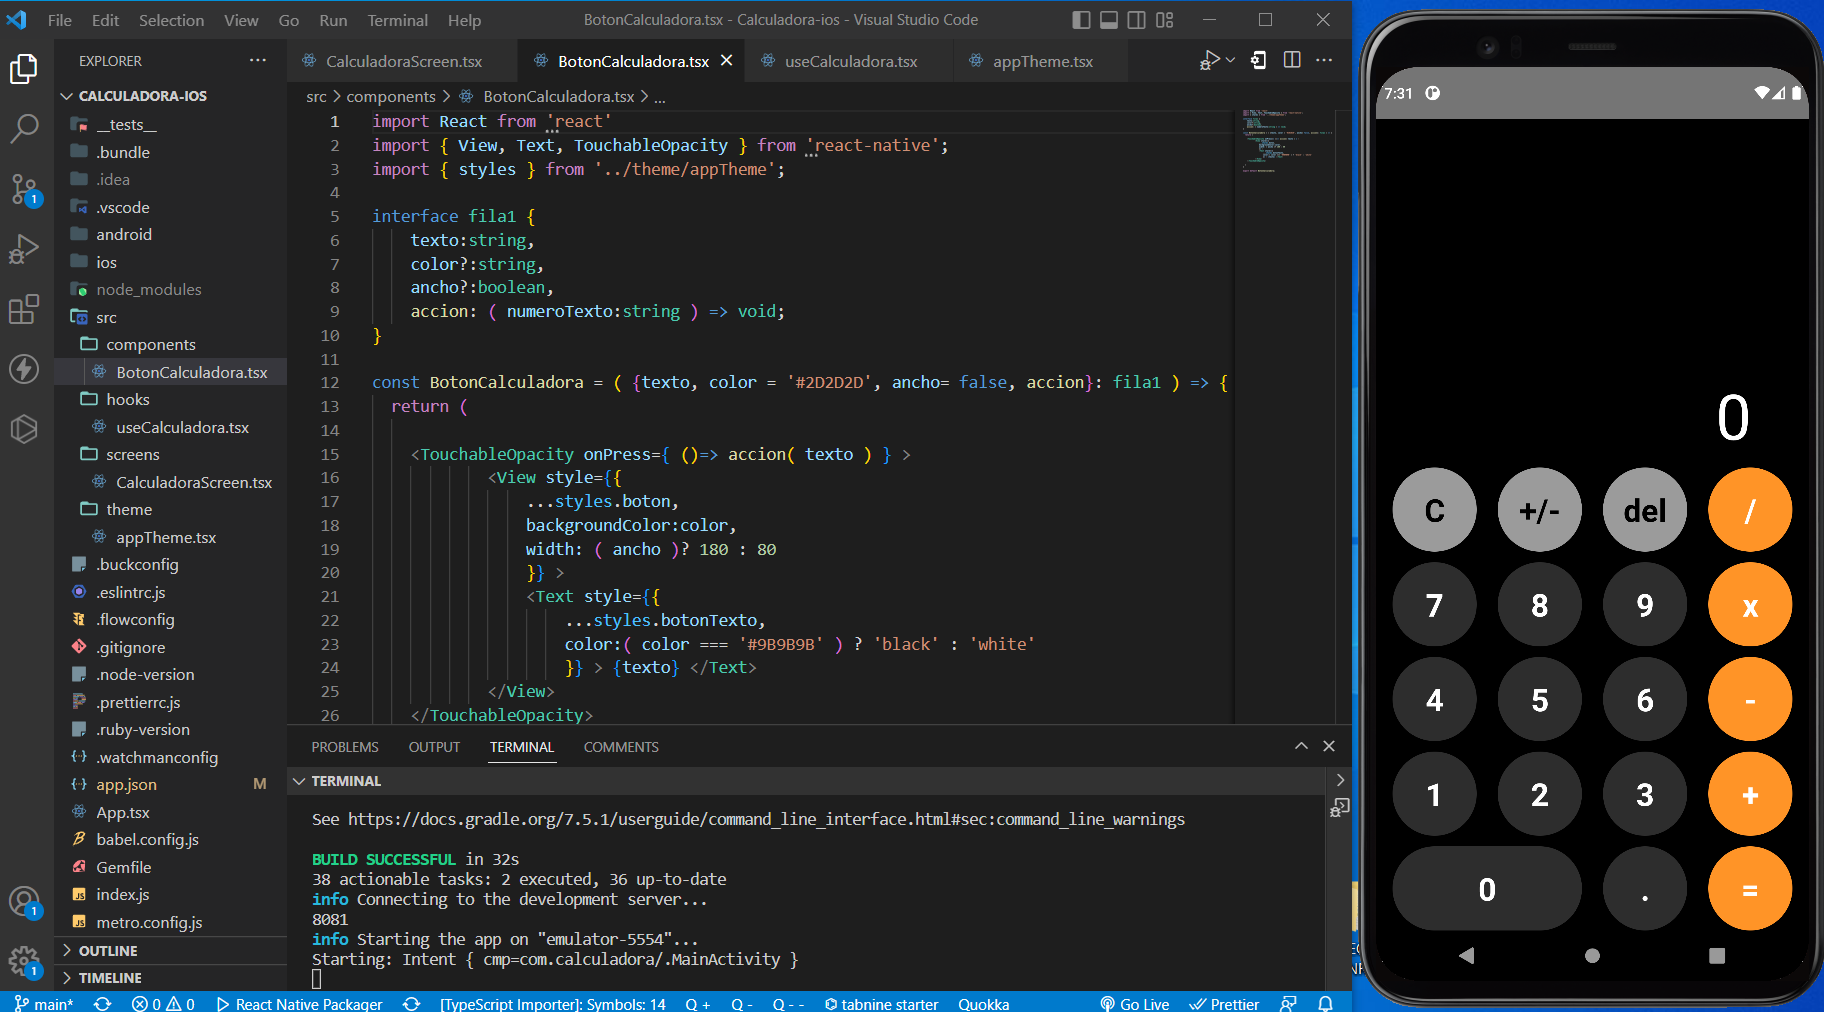 File Edit Selection View Go Run Terminal Help BotonCalculadora.tsx - Calculadora-ios - Visual Studio Code
EXPLORER
CALCULADORA-IOS
__tests__
.bundle
.idea
.vscode
android
ios
node_modules
src
components
BotonCalculadora.tsx
hooks
useCalculadora.tsx
screens
CalculadoraScreen.tsx
theme
appTheme.tsx
.buckconfig
.eslintrc.js
.flowconfig
.gitignore
.node-version
.prettierrc.js
.ruby-version
.watchmanconfig
app.json M
App.tsx
babel.config.js
Gemfile
index.js
metro.config.js
OUTLINE
TIMELINE
1
1
1
CalculadoraScreen.tsx BotonCalculadora.tsx useCalculadora.tsx appTheme.tsx
src > components > BotonCalculadora.tsx > ...
1 import React from 'react'
2 import { View, Text, TouchableOpacity } from 'react-native';
3 import { styles } from '../theme/appTheme';
4
5 interface fila1 {
6 texto:string,
7 color?:string,
8 ancho?:boolean,
9 accion: ( numeroTexto:string ) => void;
10 }
11
12 const BotonCalculadora = ( {texto, color = '#2D2D2D', ancho= false, accion}: fila1 ) => {
13 return (
14
15 <TouchableOpacity onPress={ ()=> accion( texto ) } >
16 <View style={{
17 ...styles.boton,
18 backgroundColor:color,
19 width: ( ancho )? 180 : 80
20 }} >
21 <Text style={{
22 ...styles.botonTexto,
23 color:( color === '#9B9B9B' ) ? 'black' : 'white'
24 }} > {texto} </Text>
25 </View>
26 </TouchableOpacity>
PROBLEMS OUTPUT TERMINAL COMMENTS
TERMINAL
See https://docs.gradle.org/7.5.1/userguide/command_line_interface.html#sec:command_line_warnings
BUILD SUCCESSFUL in 32s
38 actionable tasks: 2 executed, 36 up-to-date
info Connecting to the development server...
8081
info Starting the app on "emulator-5554"...
Starting: Intent { cmp=com.calculadora/.MainActivity }
main* 0 0 React Native Packager [TypeScript Importer]: Symbols: 14 Q + Q - Q - - tabnine starter Quokka Go Live Prettier
7:31
0
C +/- del /
7 8 9 x
4 5 6 -
1 2 3 +
0 . =